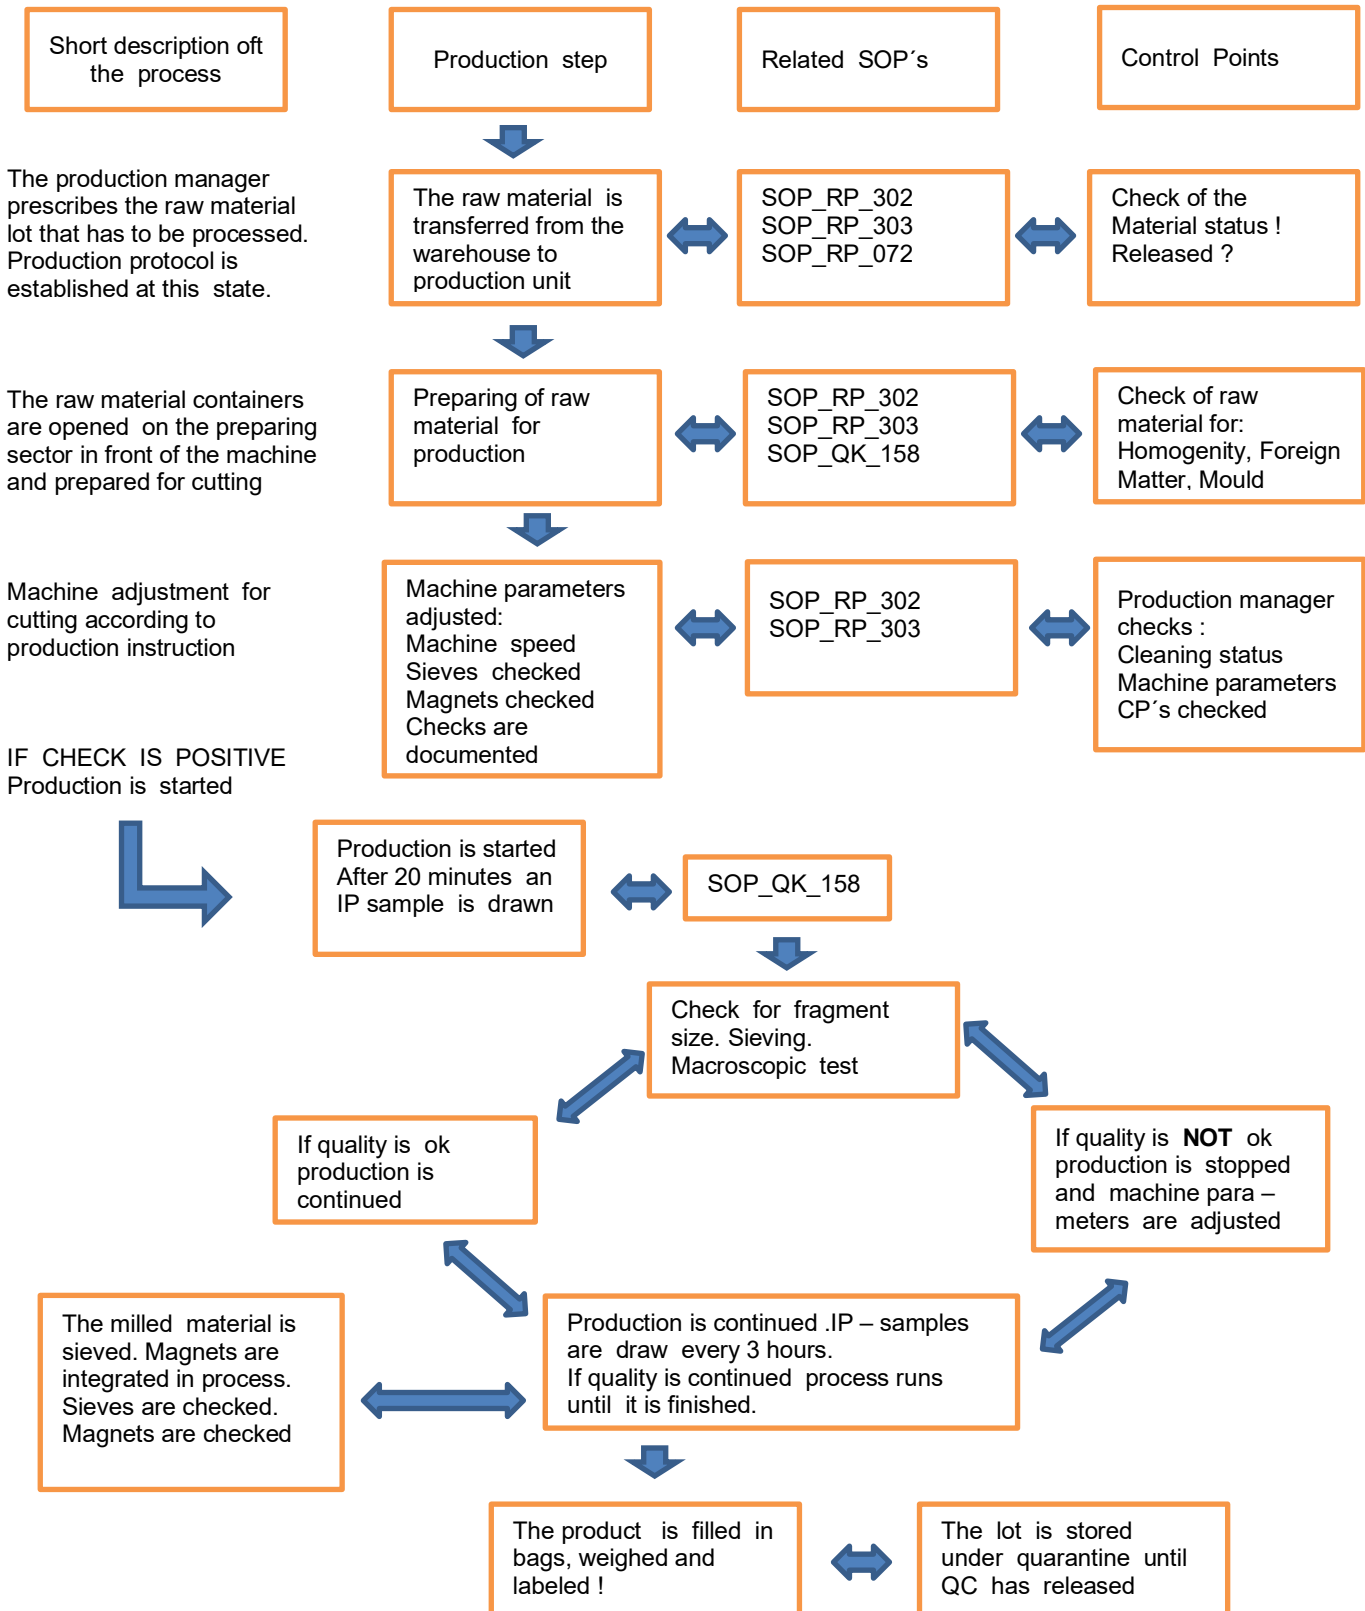 Short description oft
the process
Production step
Related SOP´s
Control Points
The production manager
prescribes the raw material
lot that has to be processed.
Production protocol is
established at this state.
The raw material is
transferred from the
warehouse to
production unit
SOP_RP_302
SOP_RP_303
SOP_RP_072
Check of the
Material status !
Released ?
The raw material containers
are opened on the preparing
sector in front of the machine
and prepared for cutting
Preparing of raw
material for
production
SOP_RP_302
SOP_RP_303
SOP_QK_158
Check of raw
material for:
Homogenity, Foreign
Matter, Mould
Machine adjustment for
cutting according to
production instruction
Machine parameters
adjusted:
Machine speed
Sieves checked
Magnets checked
Checks are
documented
SOP_RP_302
SOP_RP_303
Production manager
checks :
Cleaning status
Machine parameters
CP´s checked
IF CHECK IS POSITIVE
Production is started
Production is started
After 20 minutes an
IP sample is drawn
SOP_QK_158
Check for fragment
size. Sieving.
Macroscopic test
If quality is ok
production is
continued
If quality is NOT ok
production is stopped
and machine para –
meters are adjusted
The milled material is
sieved. Magnets are
integrated in process.
Sieves are checked.
Magnets are checked
Production is continued .IP – samples
are draw every 3 hours.
If quality is continued process runs
until it is finished.
The product is filled in
bags, weighed and
labeled !
The lot is stored
under quarantine until
QC has released